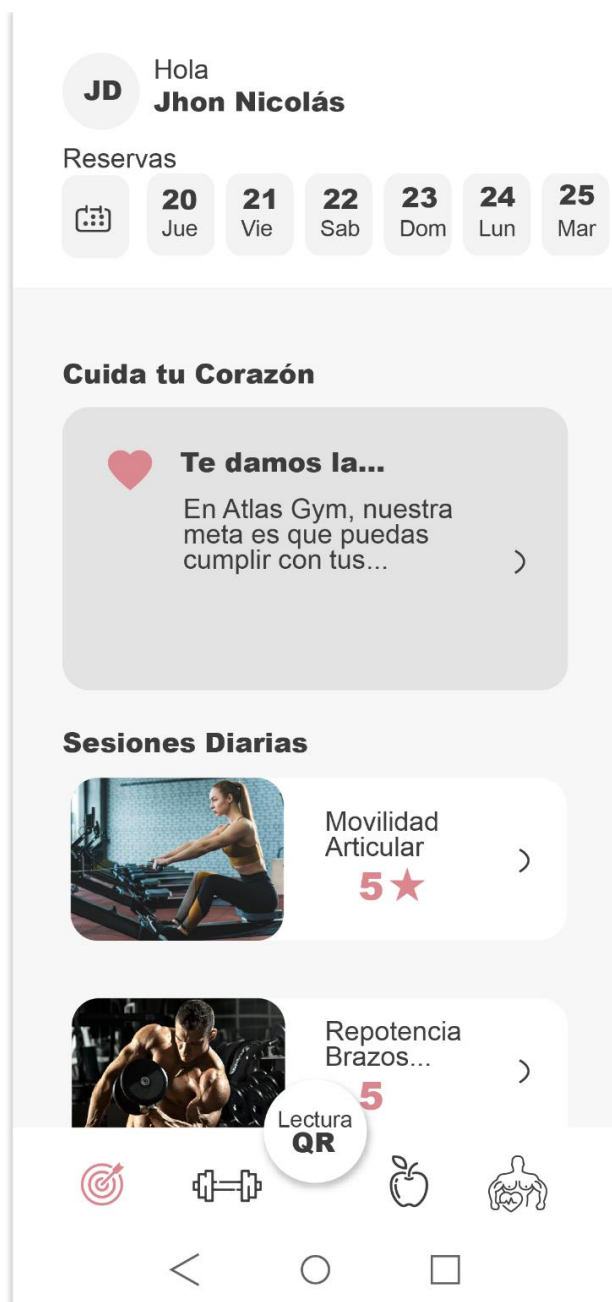 JD
Hola
Jhon Nicolás
Reservas
20 21 22 23 24 25
Jue Vie Sab Dom Lun Mar
Cuida tu Corazón
Te damos la...
En Atlas Gym, nuestra
meta es que puedas
cumplir con tus...
Sesiones Diarias
Movilidad
Articular
5
Repotencia
Brazos...
5
Lectura
QR